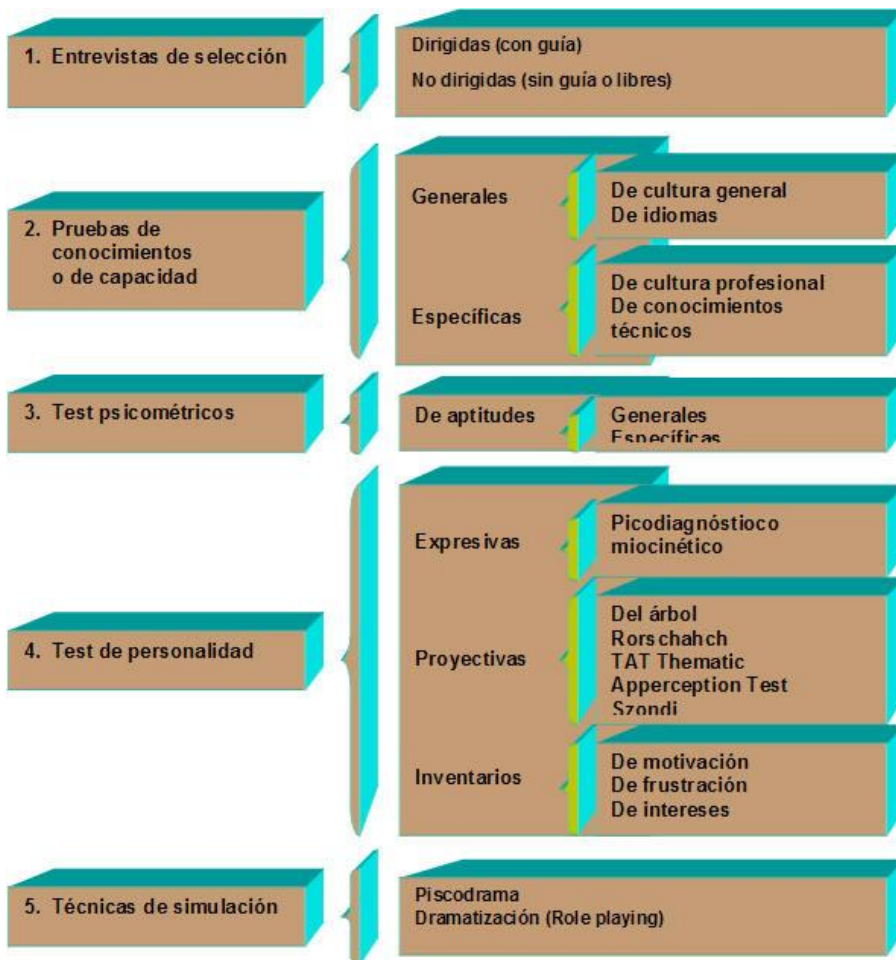 1. Entrevistas de selección
Dirigidas (con guía)
No dirigidas (sin guía o libres)
2. Pruebas de
conocimientos
o de capacidad
Generales
De cultura general
De idiomas
Específicas
De cultura profesional
De conocimientos
técnicos
3. Test psicométricos
De aptitudes
Generales
Específicas
4. Test de personalidad
Expresivas
Picodiagnóstioco
miocinético
Proyectivas
Del árbol
Rorschahch
TAT Thematic
Apperception Test
Szondi
Inventarios
De motivación
De frustración
De intereses
5. Técnicas de simulación
Piscodrama
Dramatización (Role playing)